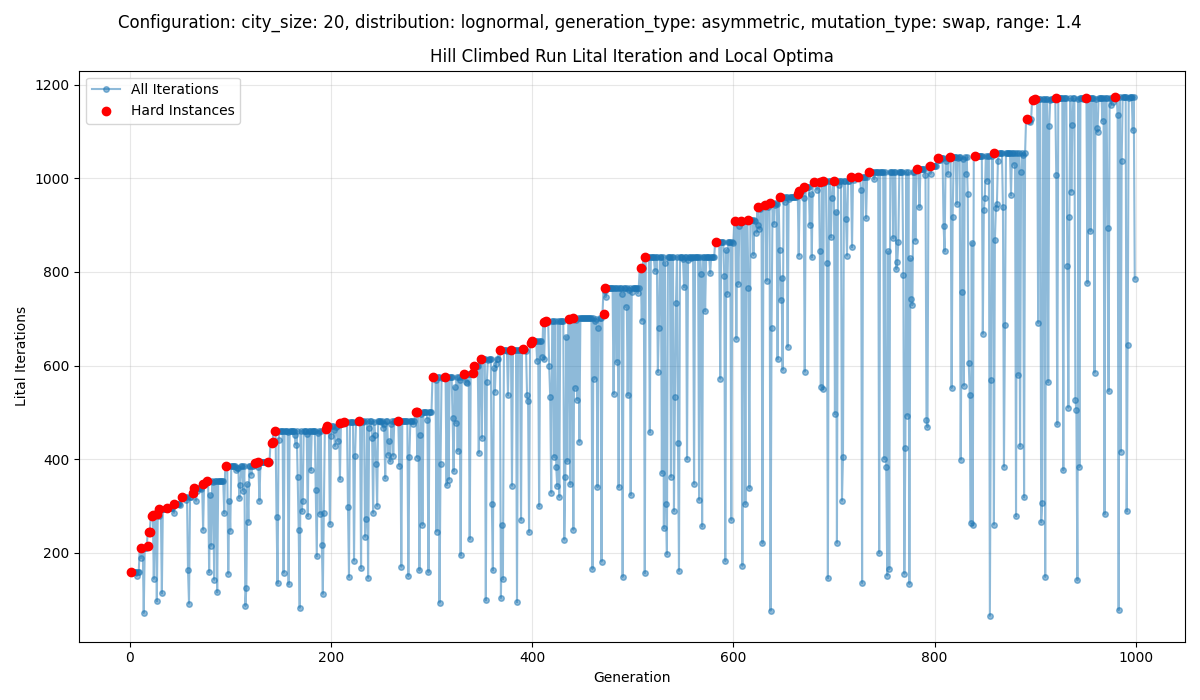 Configuration: city_size: 20, distribution: lognormal, generation_type: asymmetric, mutation_type: swap, range: 1.4
Hill Climbed Run Lital Iteration and Local Optima
All Iterations
Hard Instances
Lital Iterations
1200
1000
800
600
400
200
0
200
400
600
800
1000
Generation